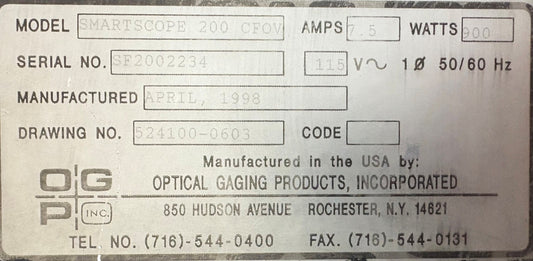 MODEL SMARTSCOPE 200 CFOV AMPS 7.5 WATTS 900
SERIAL NO. SF2002234 115 V~ 1Ø 50/60 Hz
MANUFACTURED APRIL, 1998
DRAWING NO. 524100-0603 CODE
Manufactured in the USA by:
OGP INC. OPTICAL GAGING PRODUCTS, INCORPORATED
850 HUDSON AVENUE ROCHESTER, N.Y. 14621
TEL. NO. (716)-544-0400 FAX. (716)-544-0131